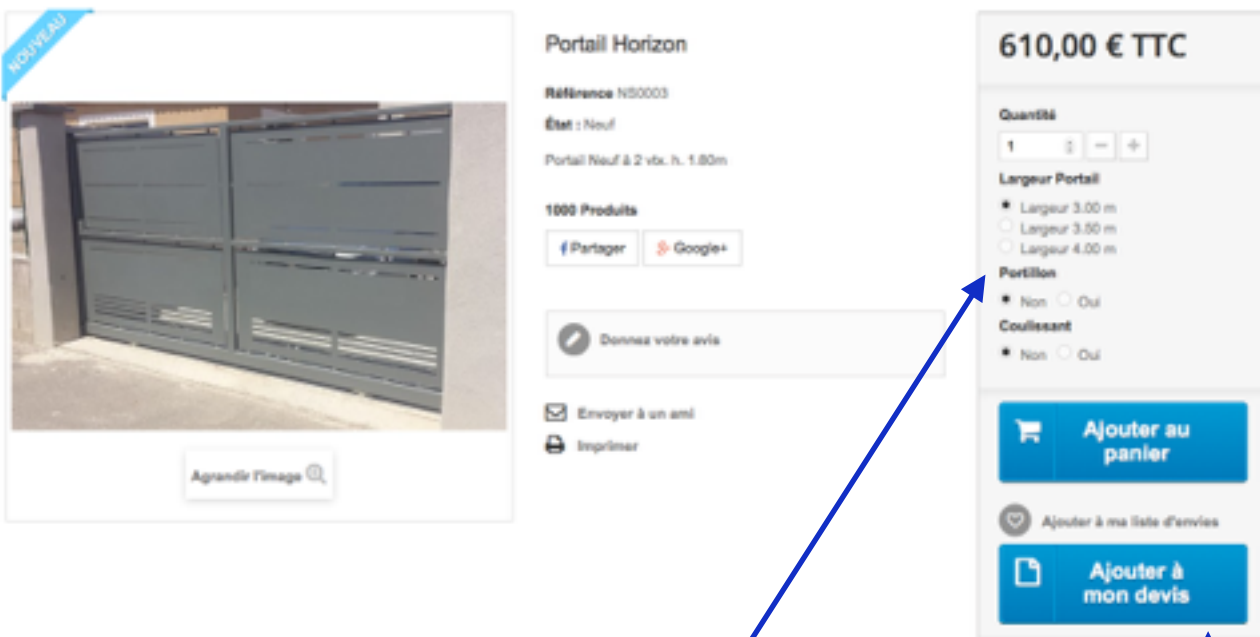 NOUVEAU
Agrandir l'image
Portail Horizon
Référence NS0003
État : Neuf
Portail Neuf à 2 vtx. h. 1.80m
1000 Produits
Partager
Google+
Donnez votre avis
Envoyer à un ami
Imprimer
610,00 € TTC
Quantité
1
Largeur Portail
Largeur 3.00 m
Largeur 3.50 m
Largeur 4.00 m
Portillon
Non Oui
Coulissant
Non Oui
Ajouter au
panier
Ajouter à ma liste d'envies
Ajouter à
mon devis